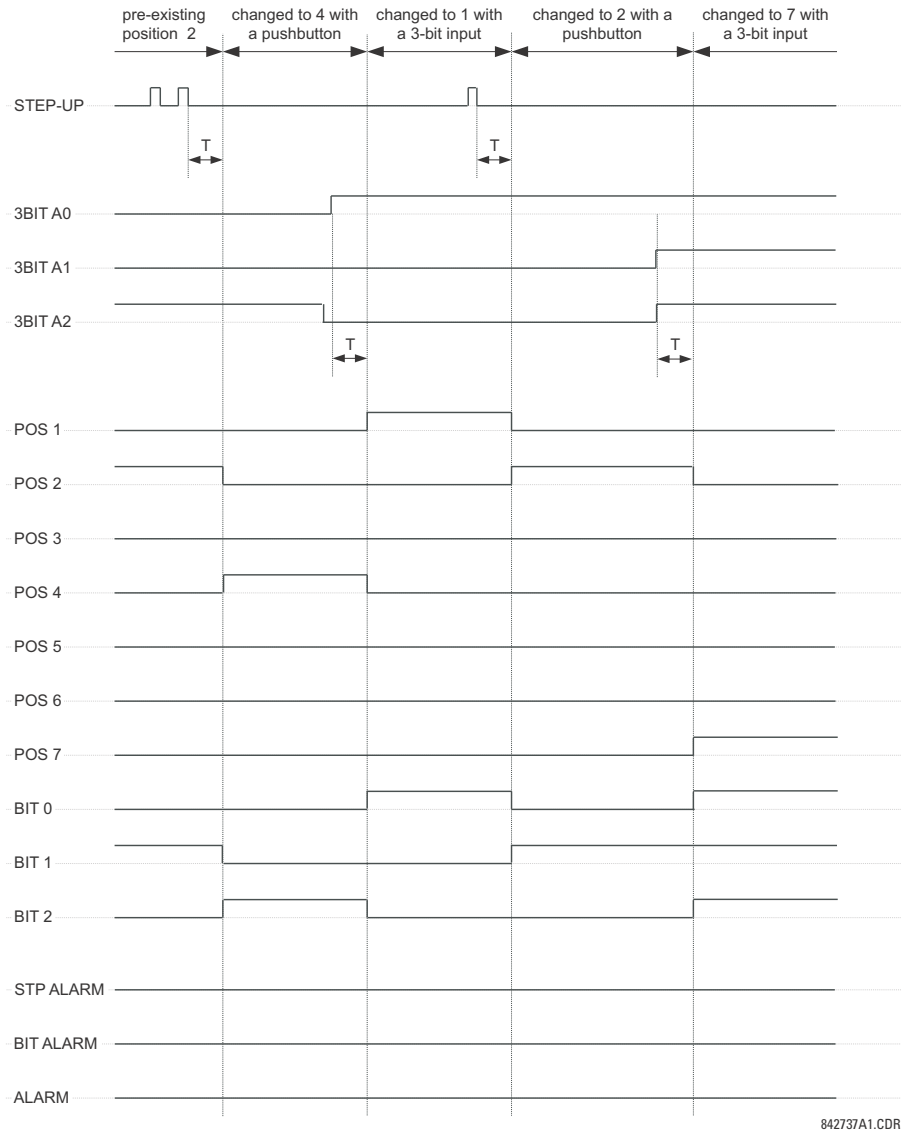 pre-existing
position 2
changed to 4 with
a pushbutton
changed to 1 with
a 3-bit input
changed to 2 with a
pushbutton
changed to 7 with
a 3-bit input
STEP-UP
T
T
3BIT A0
3BIT A1
3BIT A2
T
T
POS 1
POS 2
POS 3
POS 4
POS 5
POS 6
POS 7
BIT 0
BIT 1
BIT 2
STP ALARM
BIT ALARM
ALARM
842737A1.CDR